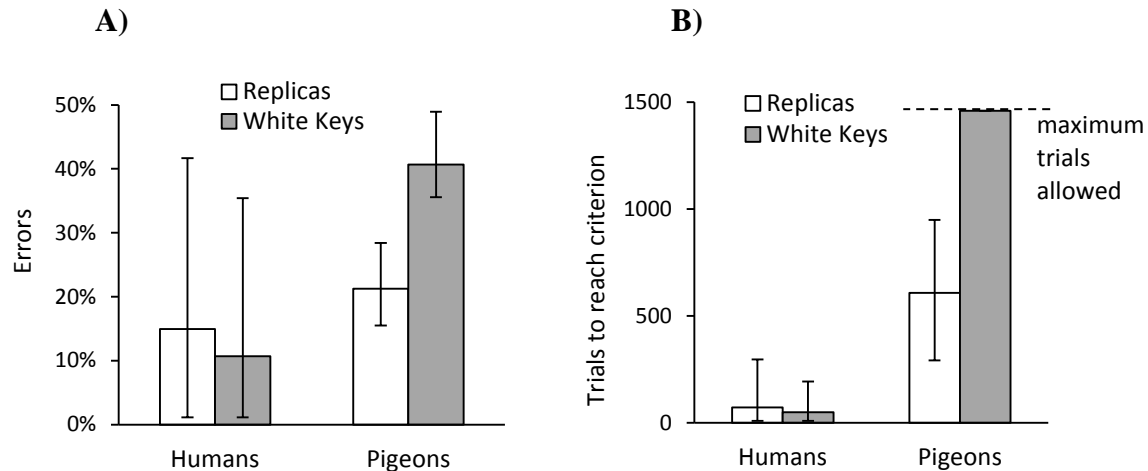 A)
Replicas
White Keys
50%
40%
30%
20%
10%
0%
Errors
Humans
Pigeons
B)
Replicas
White Keys
1500
1000
500
0
Trials to reach criterion
maximum
trials
allowed
Humans
Pigeons